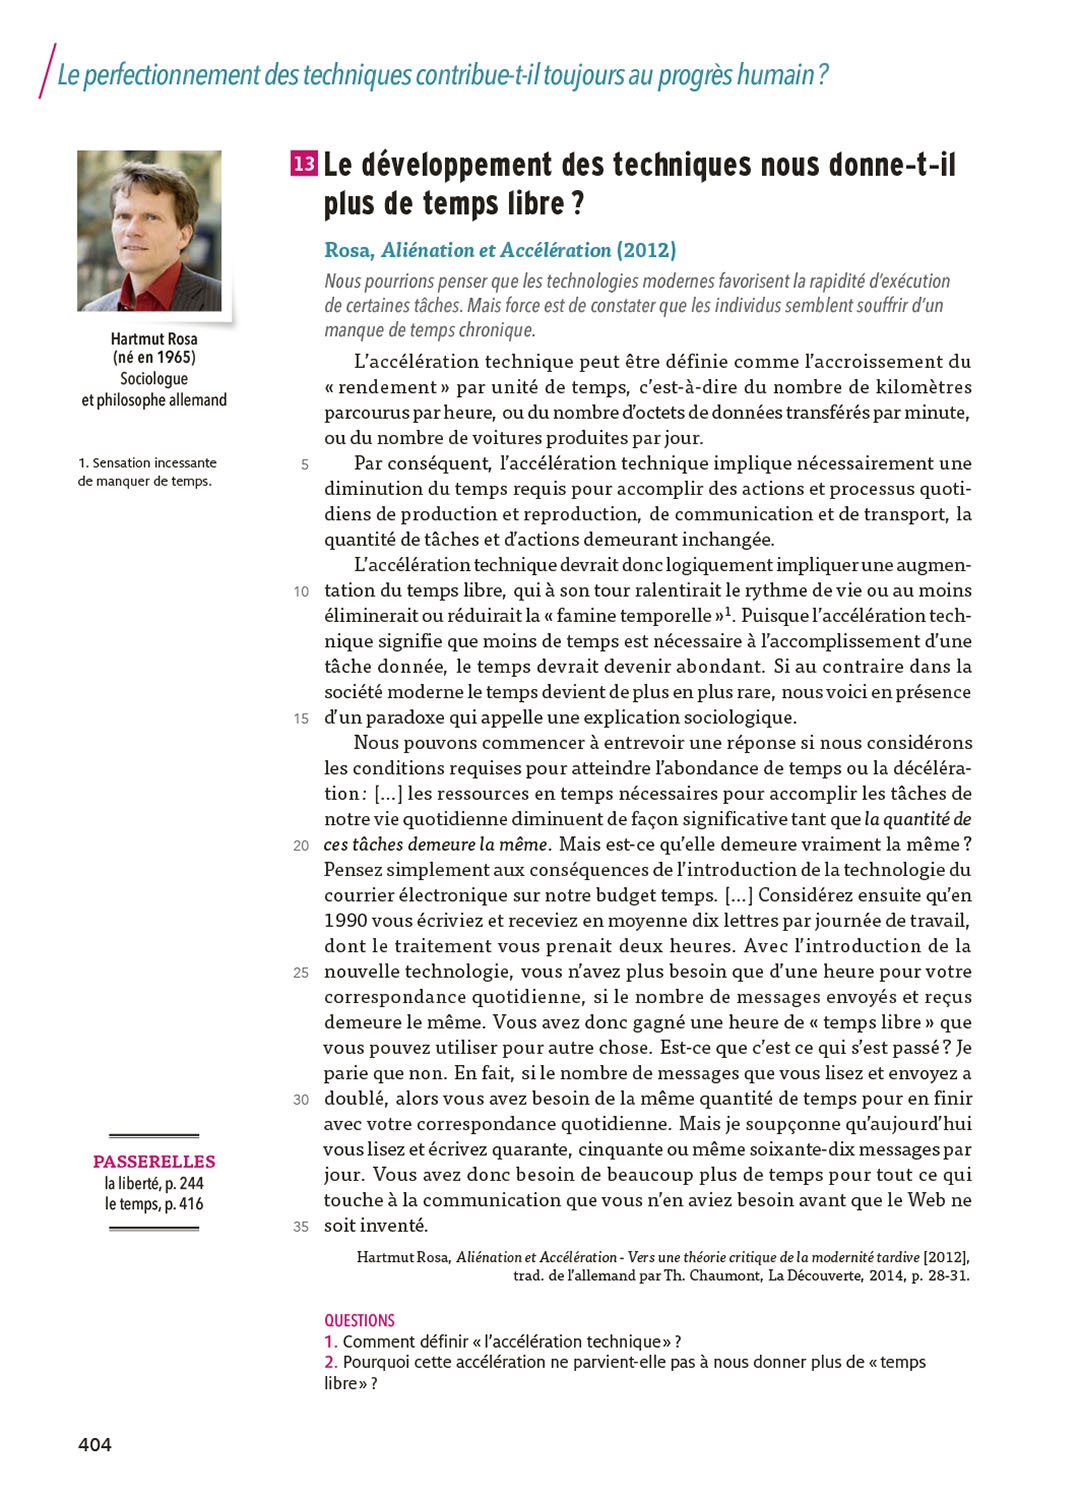 Le perfectionnement des techniques contribue-t-il toujours au progrès humain ?
13 Le développement des techniques nous donne-t-il
plus de temps libre ?
Rosa, Aliénation et Accélération (2012)
Nous pourrions penser que les technologies modernes favorisent la rapidité d'exécution
de certaines tâches. Mais force est de constater que les individus semblent souffrir d'un
manque de temps chronique.
Hartmut Rosa
(né en 1965)
Sociologue
et philosophe allemand
1. Sensation incessante
de manquer de temps.
L'accélération technique peut être définie comme l'accroissement du
« rendement » par unité de temps, c'est-à-dire du nombre de kilomètres
parcourus par heure, ou du nombre d'octets de données transférés par minute,
ou du nombre de voitures produites par jour.
5 Par conséquent, l'accélération technique implique nécessairement une
diminution du temps requis pour accomplir des actions et processus quoti-
diens de production et reproduction, de communication et de transport, la
quantité de tâches et d'actions demeurant inchangée.
L'accélération technique devrait donc logiquement impliquer une augmen-
10 tation du temps libre, qui à son tour ralentirait le rythme de vie ou au moins
éliminerait ou réduirait la « famine temporelle »1. Puisque l'accélération tech-
nique signifie que moins de temps est nécessaire à l'accomplissement d'une
tâche donnée, le temps devrait devenir abondant. Si au contraire dans la
société moderne le temps devient de plus en plus rare, nous voici en présence
15 d'un paradoxe qui appelle une explication sociologique.
Nous pouvons commencer à entrevoir une réponse si nous considérons
les conditions requises pour atteindre l'abondance de temps ou la décéléra-
tion : [...] les ressources en temps nécessaires pour accomplir les tâches de
notre vie quotidienne diminuent de façon significative tant que la quantité de
20 ces tâches demeure la même. Mais est-ce qu'elle demeure vraiment la même ?
Pensez simplement aux conséquences de l'introduction de la technologie du
courrier électronique sur notre budget temps. [...] Considérez ensuite qu'en
1990 vous écriviez et receviez en moyenne dix lettres par journée de travail,
dont le traitement vous prenait deux heures. Avec l'introduction de la
25 nouvelle technologie, vous n'avez plus besoin que d'une heure pour votre
correspondance quotidienne, si le nombre de messages envoyés et reçus
demeure le même. Vous avez donc gagné une heure de « temps libre » que
vous pouvez utiliser pour autre chose. Est-ce que c'est ce qui s'est passé ? Je
parie que non. En fait, si le nombre de messages que vous lisez et envoyez a
30 doublé, alors vous avez besoin de la même quantité de temps pour en finir
avec votre correspondance quotidienne. Mais je soupçonne qu'aujourd'hui
vous lisez et écrivez quarante, cinquante ou même soixante-dix messages par
jour. Vous avez donc besoin de beaucoup plus de temps pour tout ce qui
touche à la communication que vous n'en aviez besoin avant que le Web ne
35 soit inventé.
Hartmut Rosa, Aliénation et Accélération - Vers une théorie critique de la modernité tardive [2012],
trad. de l'allemand par Th. Chaumont, La Découverte, 2014, p. 28-31.
PASSERELLES
la liberté, p. 244
le temps, p. 416
QUESTIONS
1. Comment définir « l'accélération technique » ?
2. Pourquoi cette accélération ne parvient-elle pas à nous donner plus de « temps
libre » ?
404